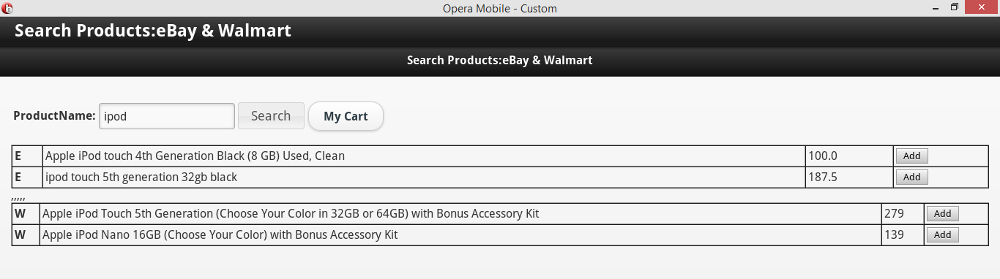 Opera Mobile - Custom
Search Products:eBay & Walmart
Search Products:eBay & Walmart
ProductName: ipod Search My Cart
E Apple iPod touch 4th Generation Black (8 GB) Used, Clean 100.0 Add
E ipod touch 5th generation 32gb black 187.5 Add
,,,,,
W Apple iPod Touch 5th Generation (Choose Your Color in 32GB or 64GB) with Bonus Accessory Kit 279 Add
W Apple iPod Nano 16GB (Choose Your Color) with Bonus Accessory Kit 139 Add